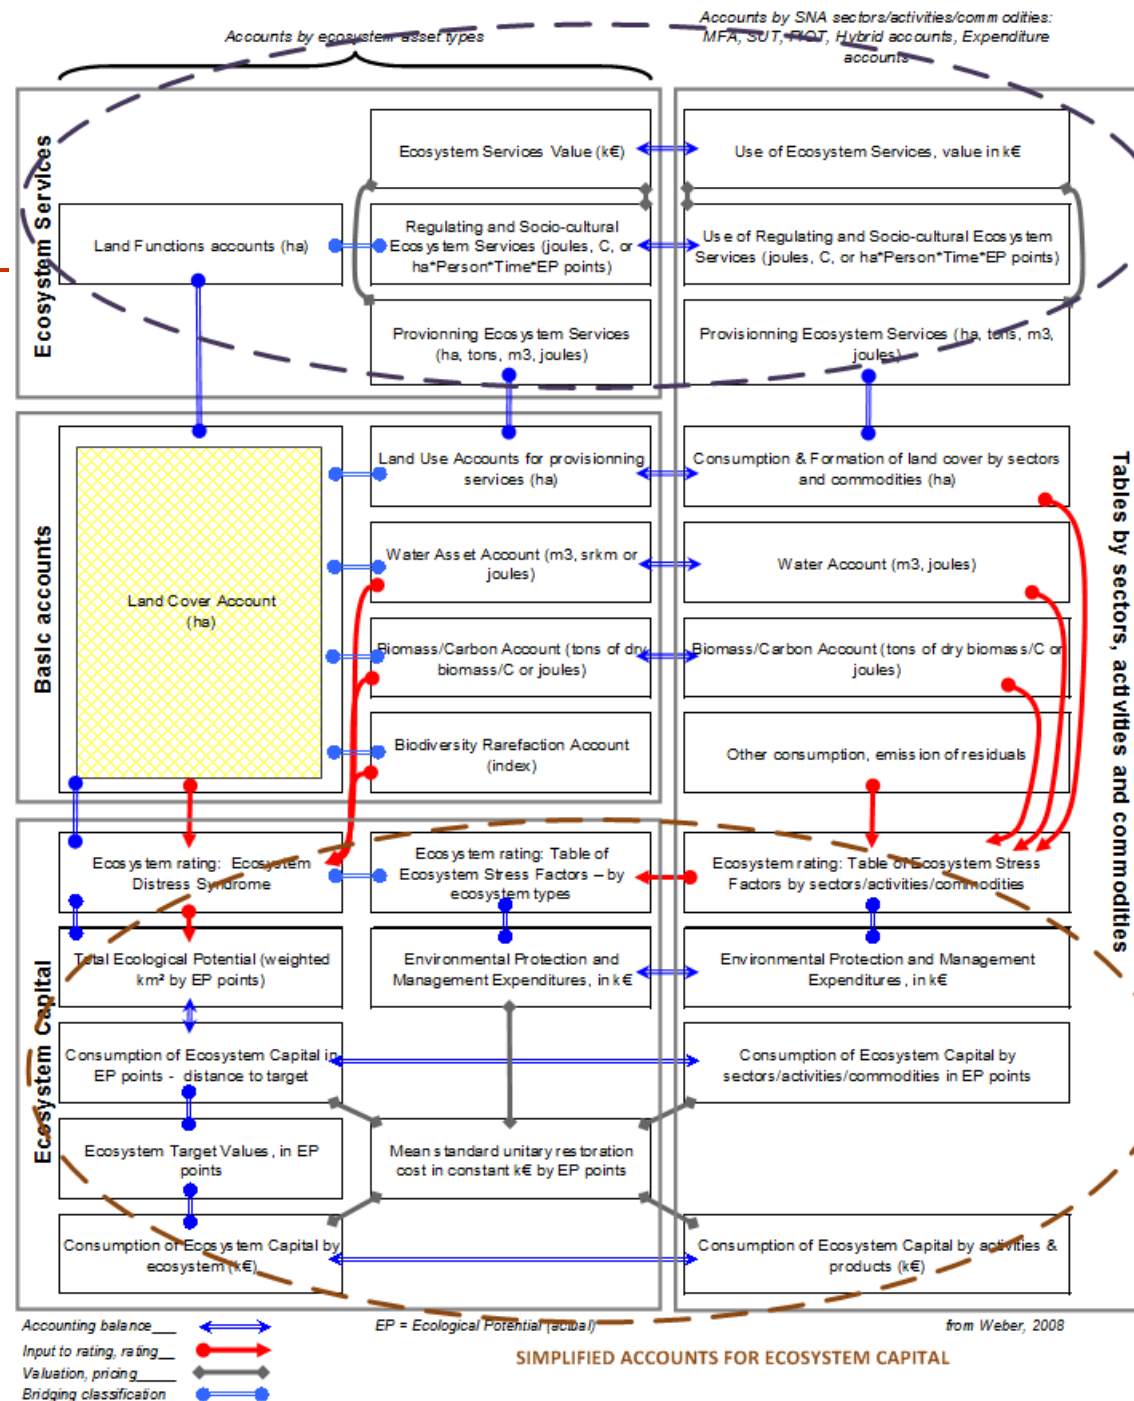 Accounts by ecosystem asset types
Accounts by SNA sectors/activities/commodities:
MFA, SUT, PIOT, Hybrid accounts, Expenditure
accounts
Ecosystem Services
Ecosystem Services Value (k€)
Use of Ecosystem Services, value in k€
Land Functions accounts (ha)
Regulating and Socio-cultural
Ecosystem Services (joules, C, or
ha*Person*Time*EP points)
Use of Regulating and Socio-cultural Ecosystem
Services (joules, C, or ha*Person*Time*EP points)
Provionning Ecosystem Services
(ha, tons, m3, joules)
Provisionning Ecosystem Services (ha, tons, m3,
joules)
Basic accounts
Land Cover Account
(ha)
Land Use Accounts for provisionning
services (ha)
Consumption & Formation of land cover by sectors
and commodities (ha)
Water Asset Account (m3, srkm or
joules)
Water Account (m3, joules)
Biomass/Carbon Account (tons of dry
biomass/C or joules)
Biomass/Carbon Account (tons of dry biomass/C or
joules)
Biodiversity Rarefaction Account
(index)
Other consumption, emission of residuals
Tables by sectors, activities and commodities
Ecosystem Capital
Ecosystem rating: Ecosystem
Distress Syndrome
Ecosystem rating: Table of
Ecosystem Stress Factors – by
ecosystem types
Ecosystem rating: Table of Ecosystem Stress
Factors by sectors/activities/commodities
Total Ecological Potential (weighted
km² by EP points)
Environmental Protection and
Management Expenditures, in k€
Environmental Protection and Management
Expenditures, in k€
Consumption of Ecosystem Capital in
EP points - distance to target
Consumption of Ecosystem Capital by
sectors/activities/commodities in EP points
Ecosystem Target Values, in EP
points
Mean standard unitary restoration
cost in constant k€ by EP points
Consumption of Ecosystem Capital by
ecosystem (k€)
Consumption of Ecosystem Capital by activities &
products (k€)
Accounting balance___
EP = Ecological Potential (actual)
from Weber, 2008
Input to rating, rating__
SIMPLIFIED ACCOUNTS FOR ECOSYSTEM CAPITAL
Valuation, pricing_____
Bridging classification